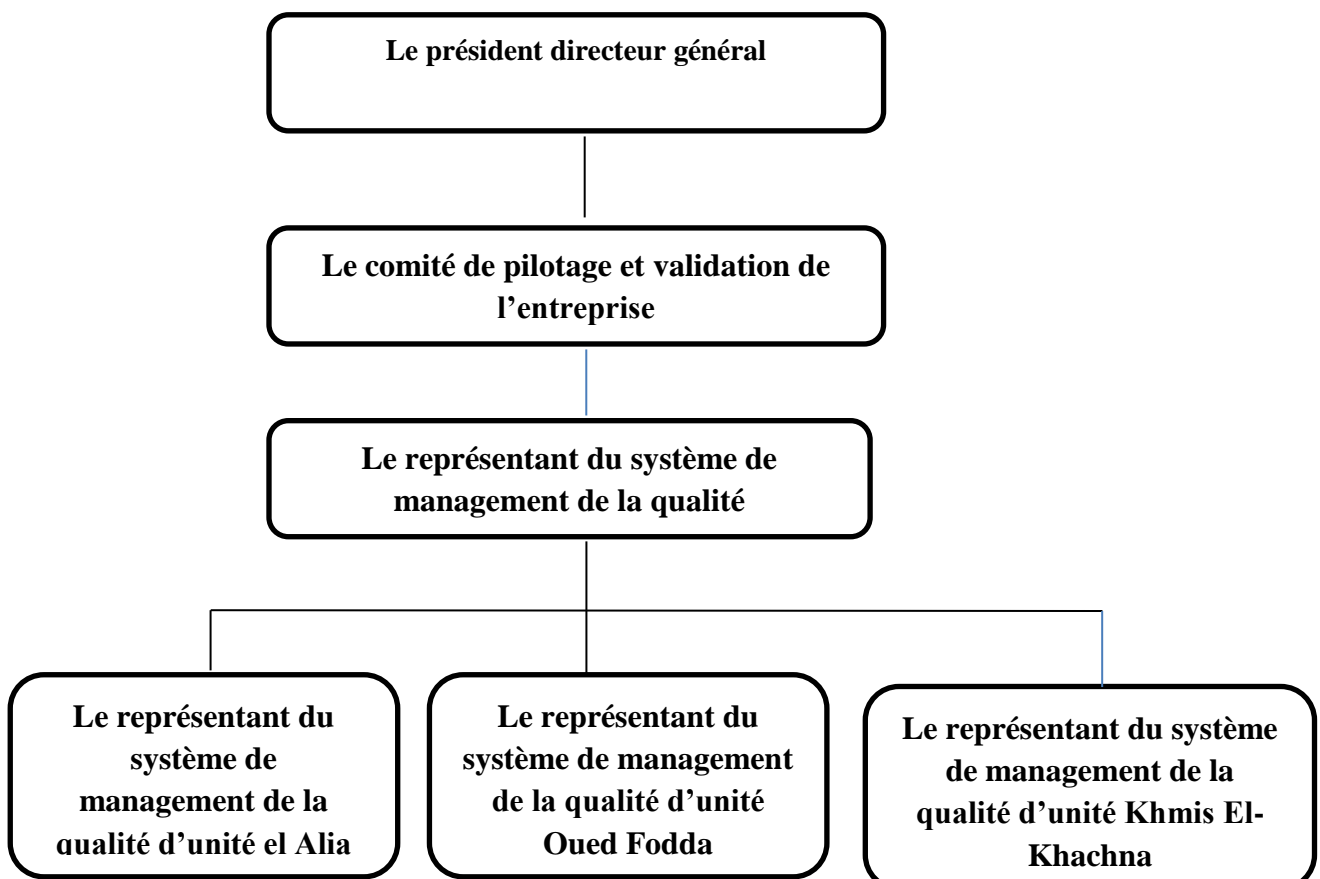 Le président directeur général
Le comité de pilotage et validation de
l’entreprise
Le représentant du système de
management de la qualité
Le représentant du
système de
management de la
qualité d’unité el Alia
Le représentant du
système de management
de la qualité d’unité
Oued Fodda
Le représentant du système
de management de la
qualité d’unité Khmis El-
Khachna